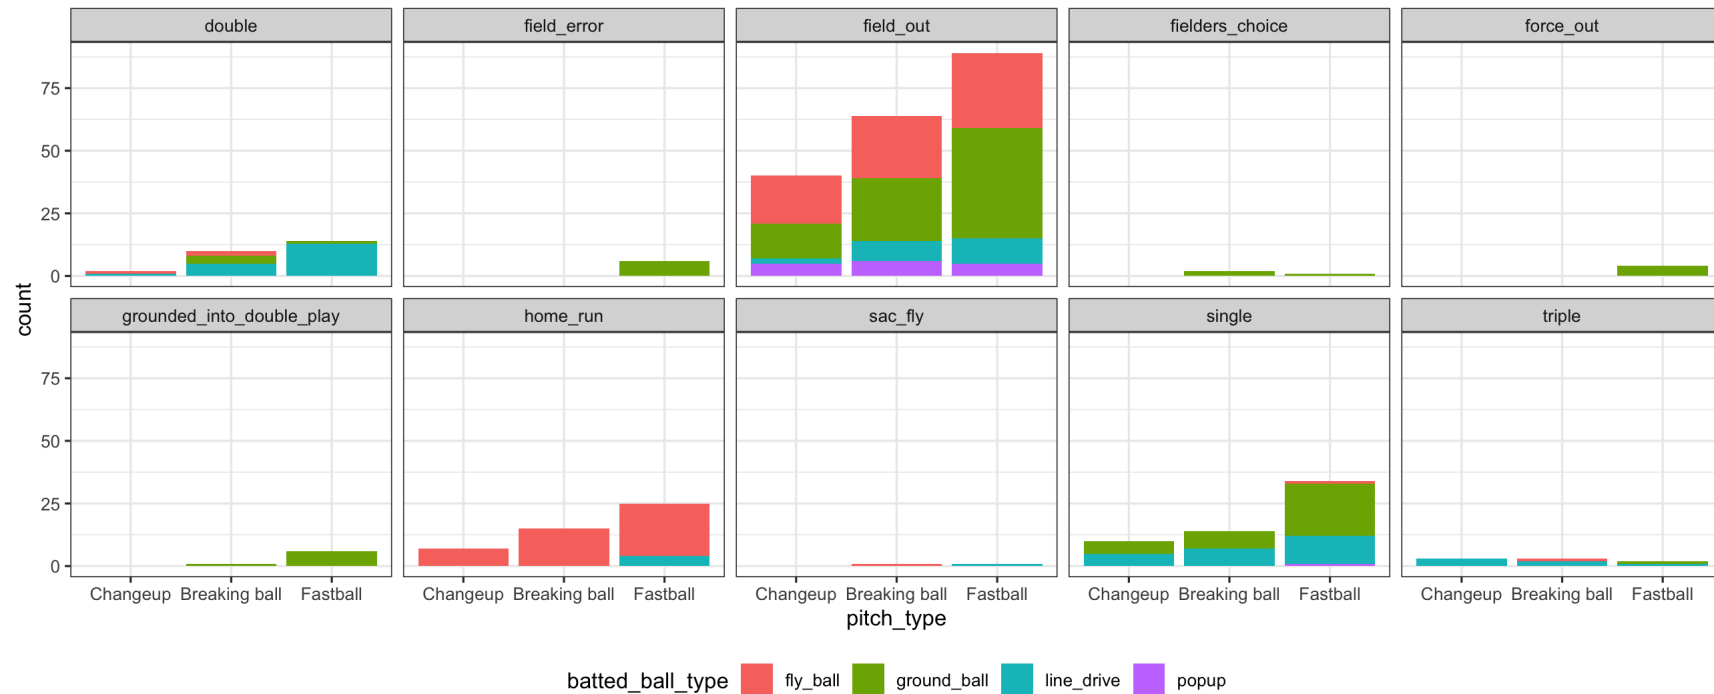 double field_error field_out fielders_choice force_out
75
50
25
0
count
grounded_into_double_play home_run sac_fly single triple
75
50
25
0
Changeup Breaking ball Fastball Changeup Breaking ball Fastball Changeup Breaking ball Fastball Changeup Breaking ball Fastball Changeup Breaking ball Fastball
pitch_type
batted_ball_type fly_ball ground_ball line_drive popup